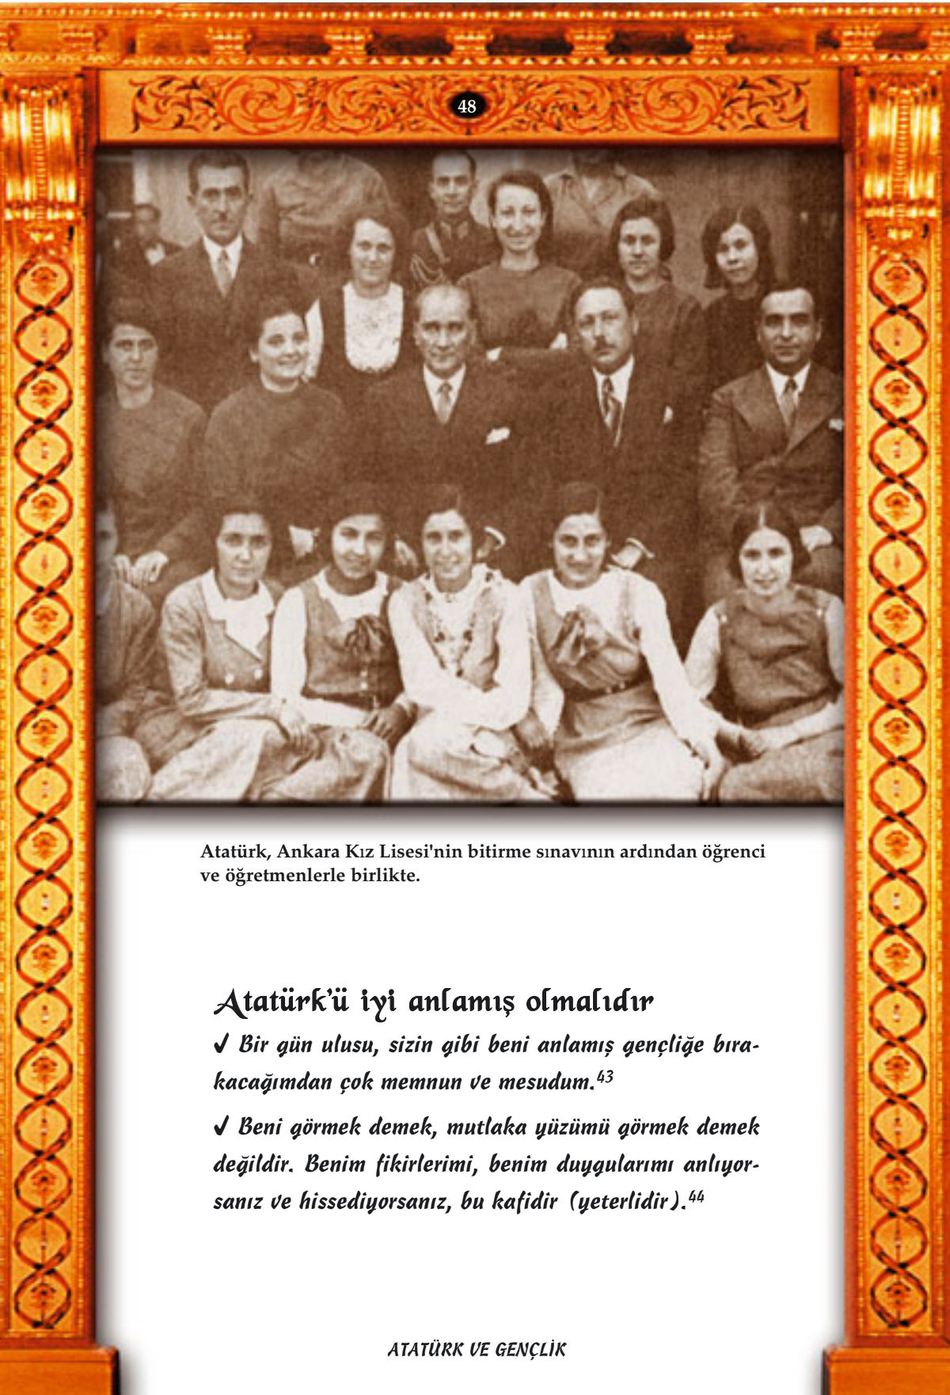 48
Atatürk, Ankara Kız Lisesi'nin bitirme sınavının ardından öğrenci
ve öğretmenlerle birlikte.
Atatürk'ü iyi anlamış olmalıdır
✓ Bir gün ulusu, sizin gibi beni anlamış gençliğe bıra-
kacağımdan çok memnun ve mesudum.43
✓ Beni görmek demek, mutlaka yüzümü görmek demek
değildir. Benim fikirlerimi, benim duygularımı anlıyor-
sanız ve hissediyorsanız, bu kafidir (yeterlidir).44
ATATÜRK VE GENÇLİK